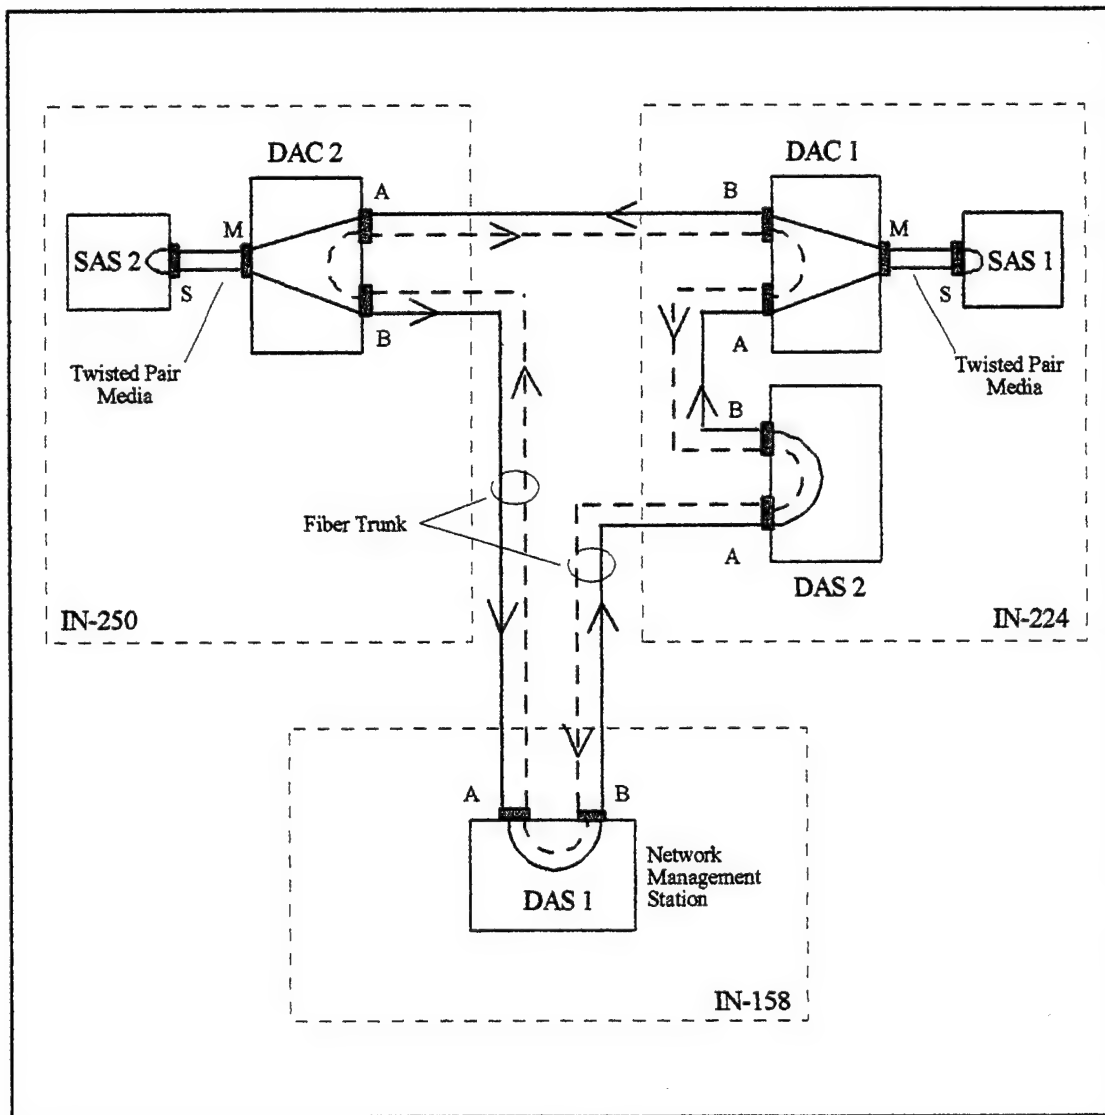 DAC 2
DAC 1
A
B
M
M
SAS 2
SAS 1
S
S
B
A
Twisted Pair
Media
Twisted Pair
Media
B
Fiber Trunk
A
DAS 2
IN-250
IN-224
A
B
Network
Management
Station
DAS 1
IN-158